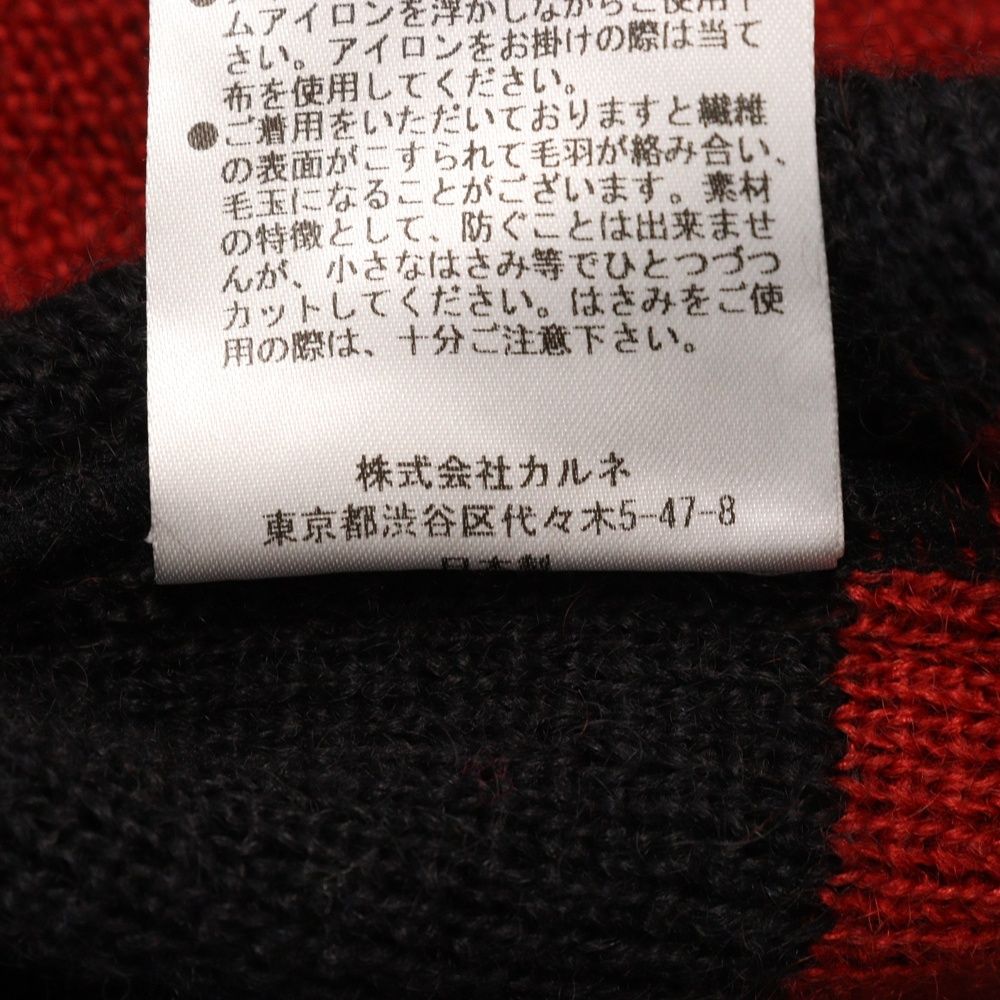 ムアイロンを浮かしながらご使用下
さい。アイロンをお掛けの際は当て
布を使用してください。
●ご着用をいただいておりますと繊維
の表面がこすられて毛羽が絡み合い、
毛玉になることがございます。素材
の特徴として、防ぐことは出来ませ
んが、小さなはさみ等でひとつづつ
カットしてください。はさみをご使
用の際は、十分ご注意下さい。
株式会社カルネ
東京都渋谷区代々木5-47-8
日本製